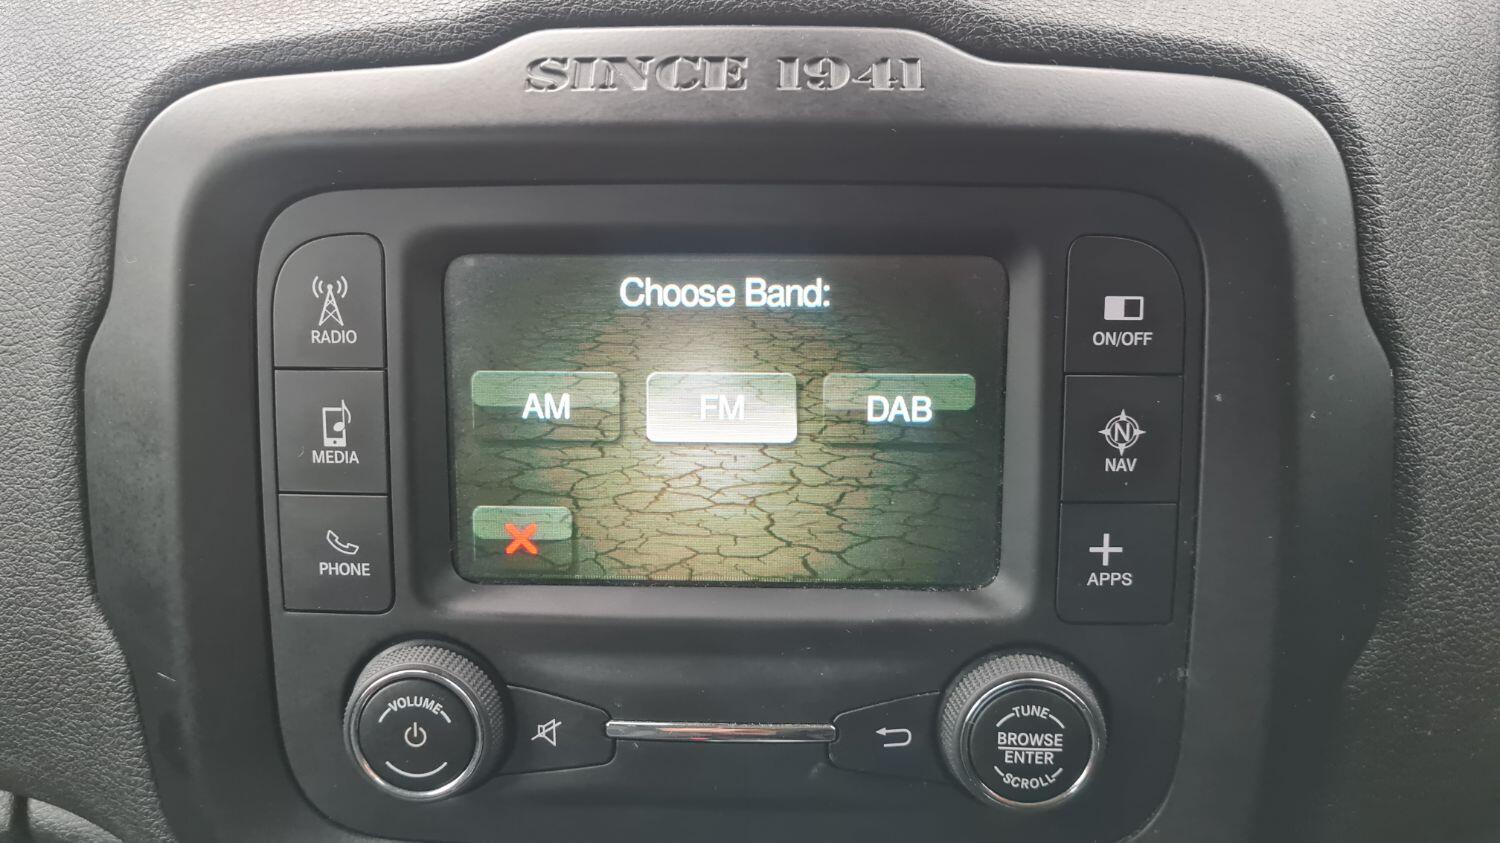 SINCE 1941
Choose Band:
AM
FM
DAB
RADIO
MEDIA
PHONE
ON/OFF
N
NAV
APPS
VOLUME
TUNE
BROWSE
ENTER
SCROLL